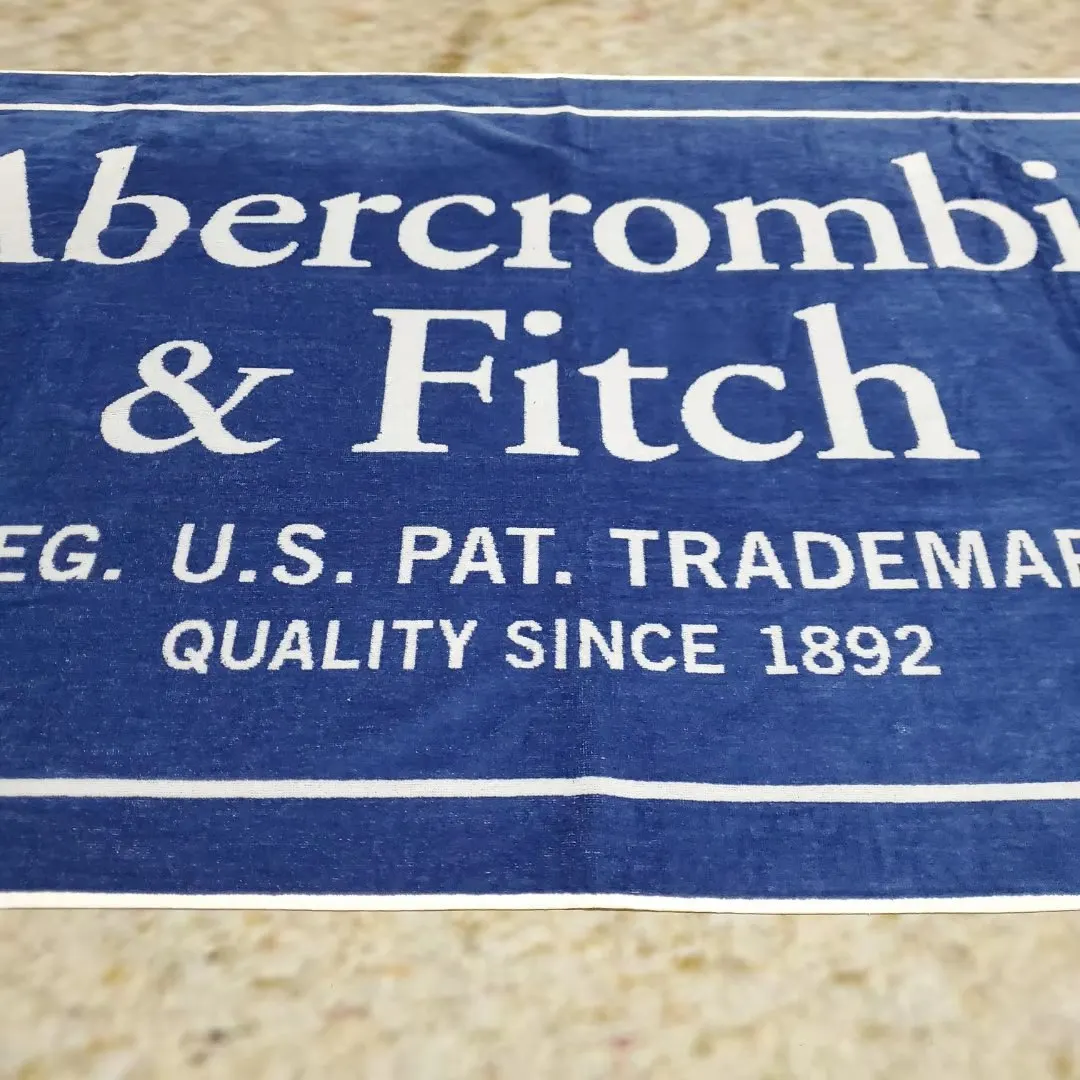 Abercrombi
& Fitch
EG. U.S. PAT. TRADEMAR
QUALITY SINCE 1892